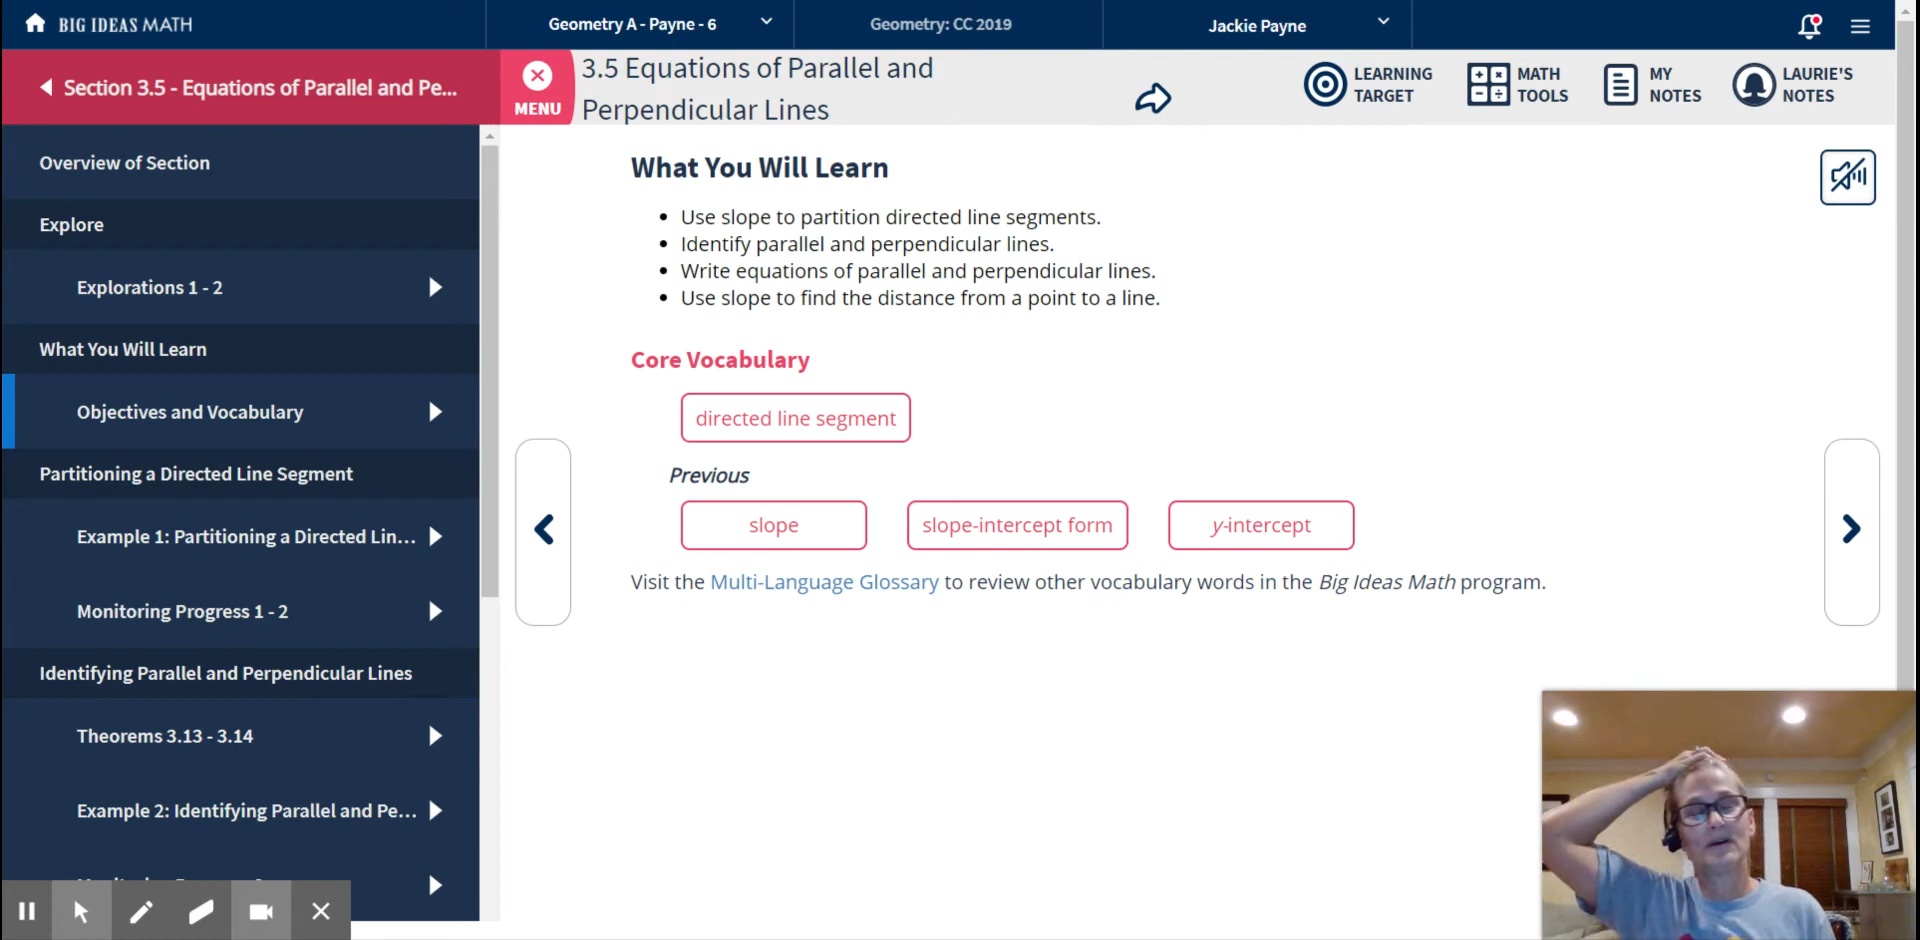 BIG IDEAS MATH
Geometry A - Payne - 6
Geometry: CC 2019
Jackie Payne
Section 3.5 - Equations of Parallel and Pe...
MENU
3.5 Equations of Parallel and
Perpendicular Lines
LEARNING
TARGET
MATH
TOOLS
MY
NOTES
LAURIE'S
NOTES
Overview of Section
Explore
Explorations 1 - 2
What You Will Learn
Objectives and Vocabulary
Partitioning a Directed Line Segment
Example 1: Partitioning a Directed Lin...
Monitoring Progress 1 - 2
Identifying Parallel and Perpendicular Lines
Theorems 3.13 - 3.14
Example 2: Identifying Parallel and Pe...
What You Will Learn
• Use slope to partition directed line segments.
• Identify parallel and perpendicular lines.
• Write equations of parallel and perpendicular lines.
• Use slope to find the distance from a point to a line.
Core Vocabulary
directed line segment
Previous
slope
slope-intercept form
y-intercept
Visit the Multi-Language Glossary to review other vocabulary words in the Big Ideas Math program.